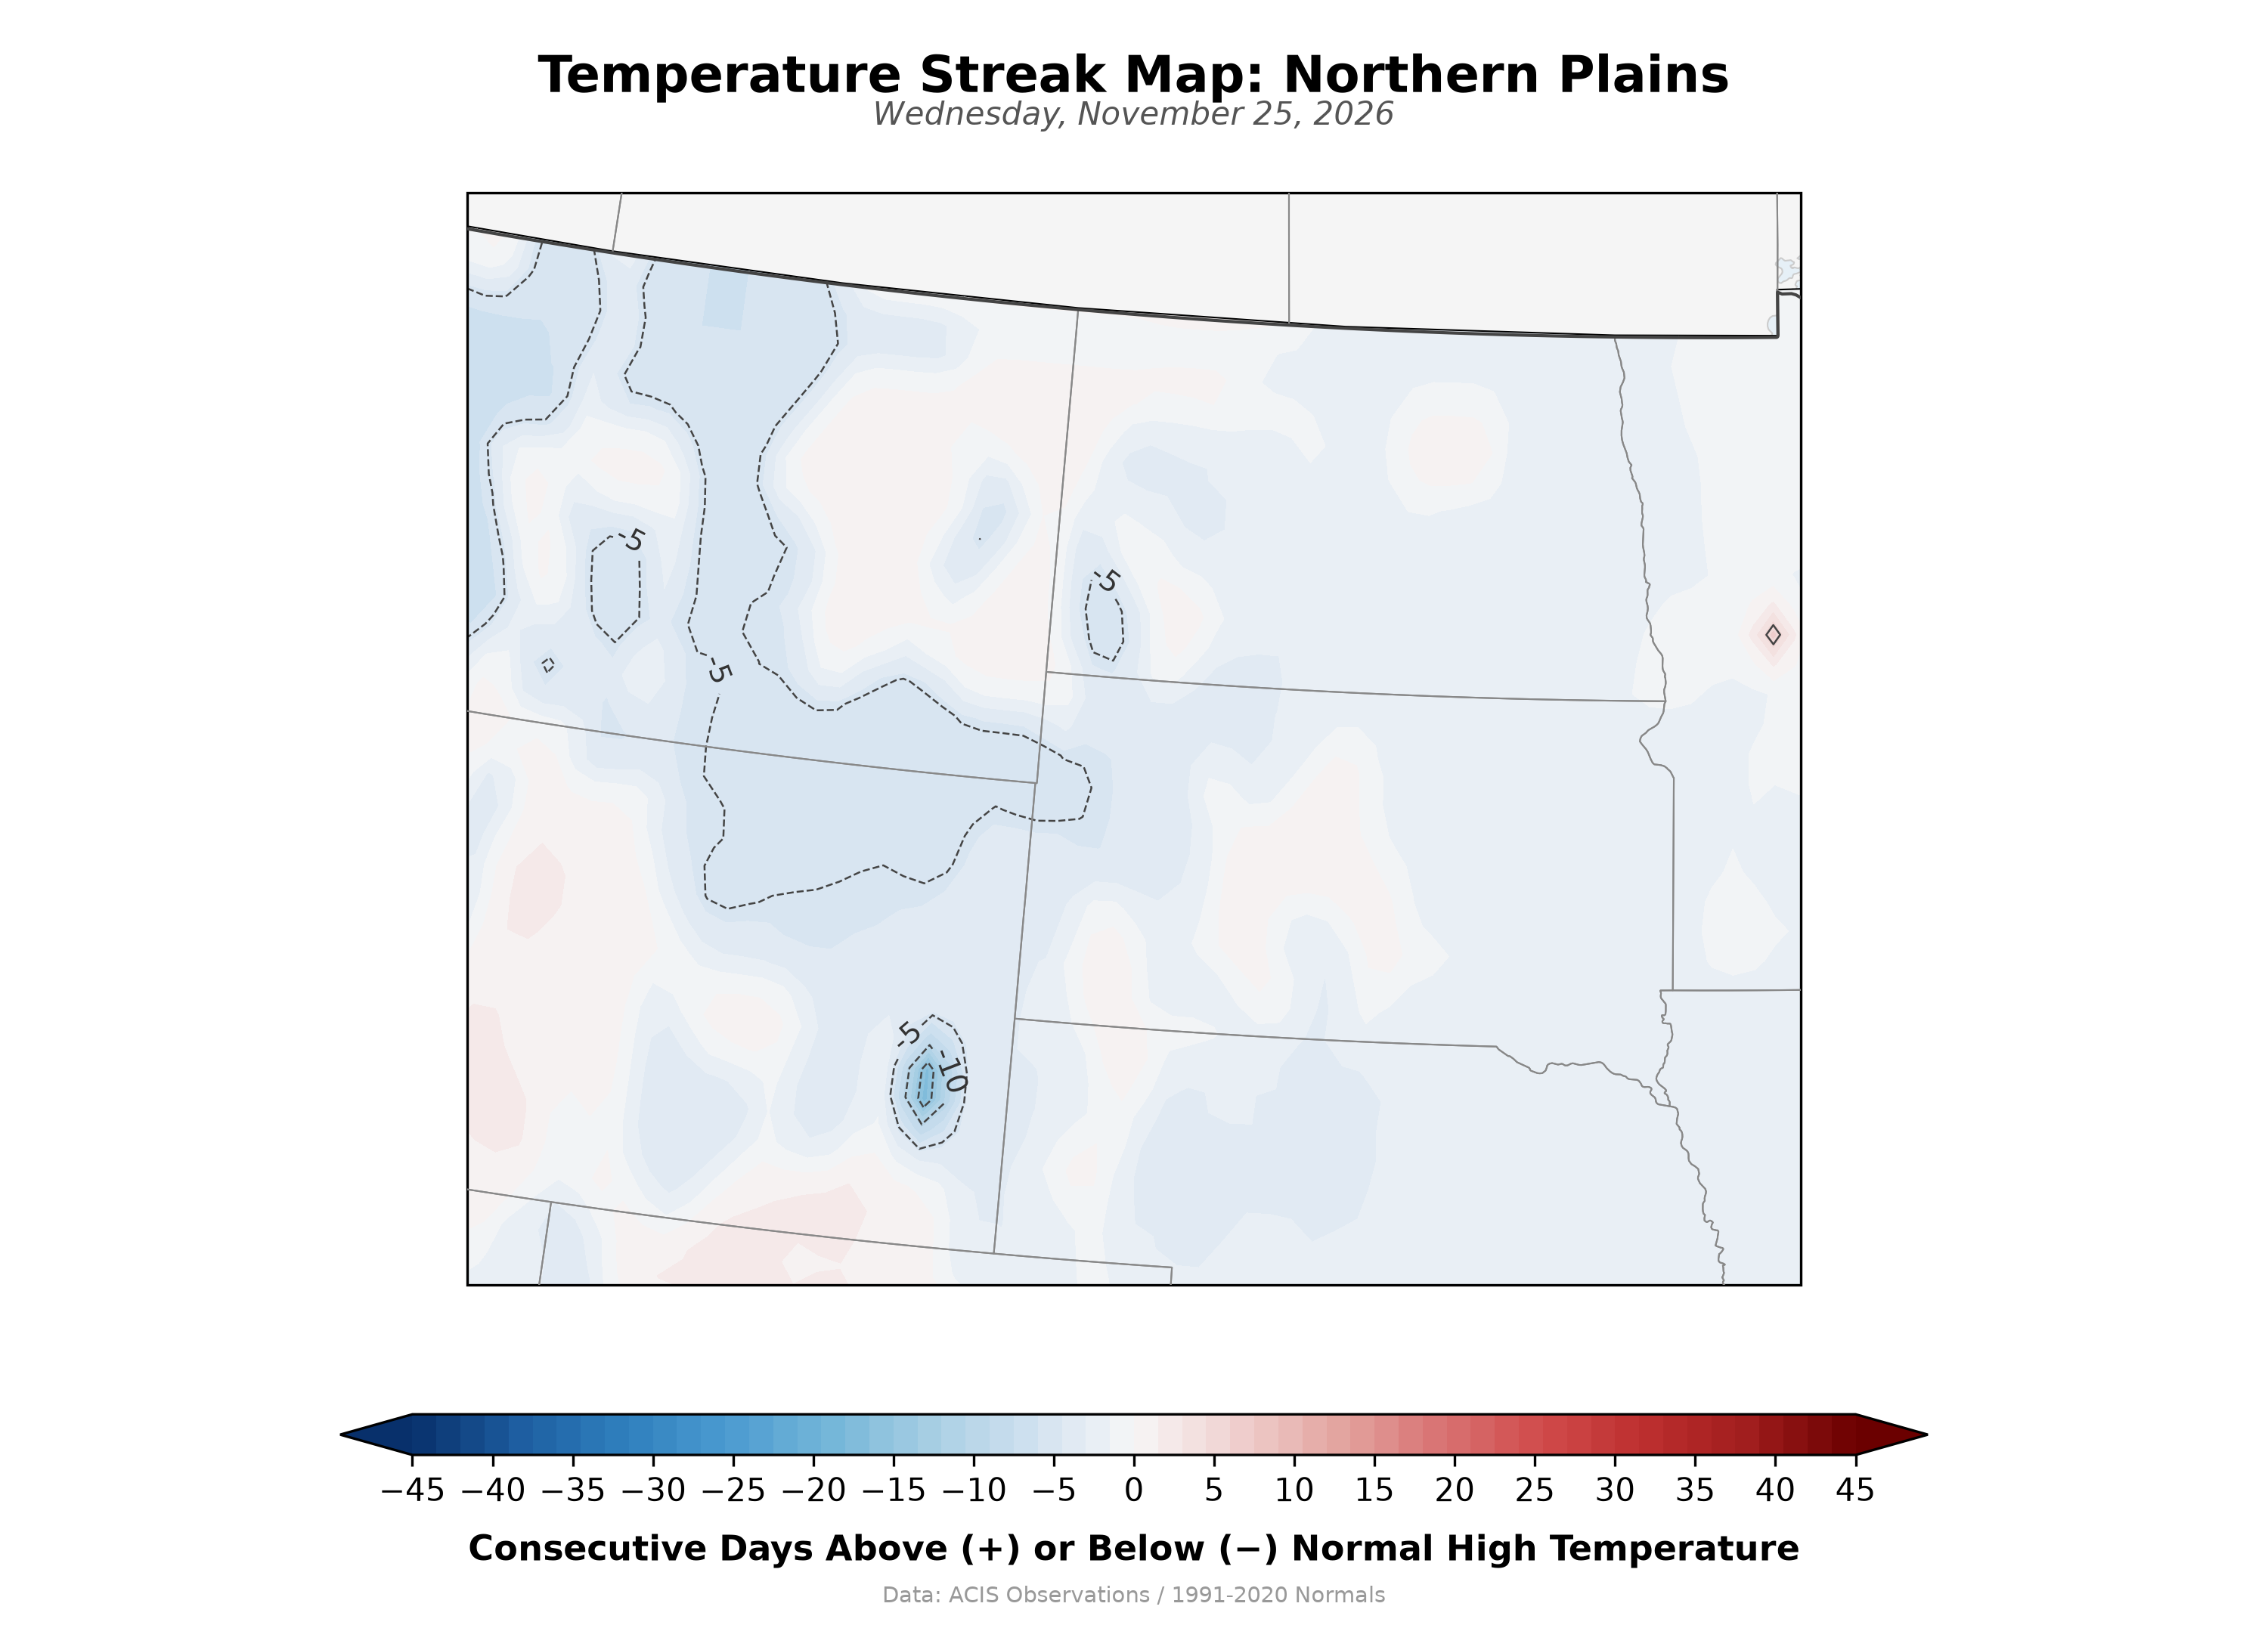 Temperature Streak Map: Northern Plains
Wednesday, November 25, 2026
-5
-5
-5
-5
-10
−45 −40 −35 −30 −25 −20 −15 −10 −5 0 5 10 15 20 25 30 35 40 45
Consecutive Days Above (+) or Below (−) Normal High Temperature
Data: ACIS Observations / 1991-2020 Normals